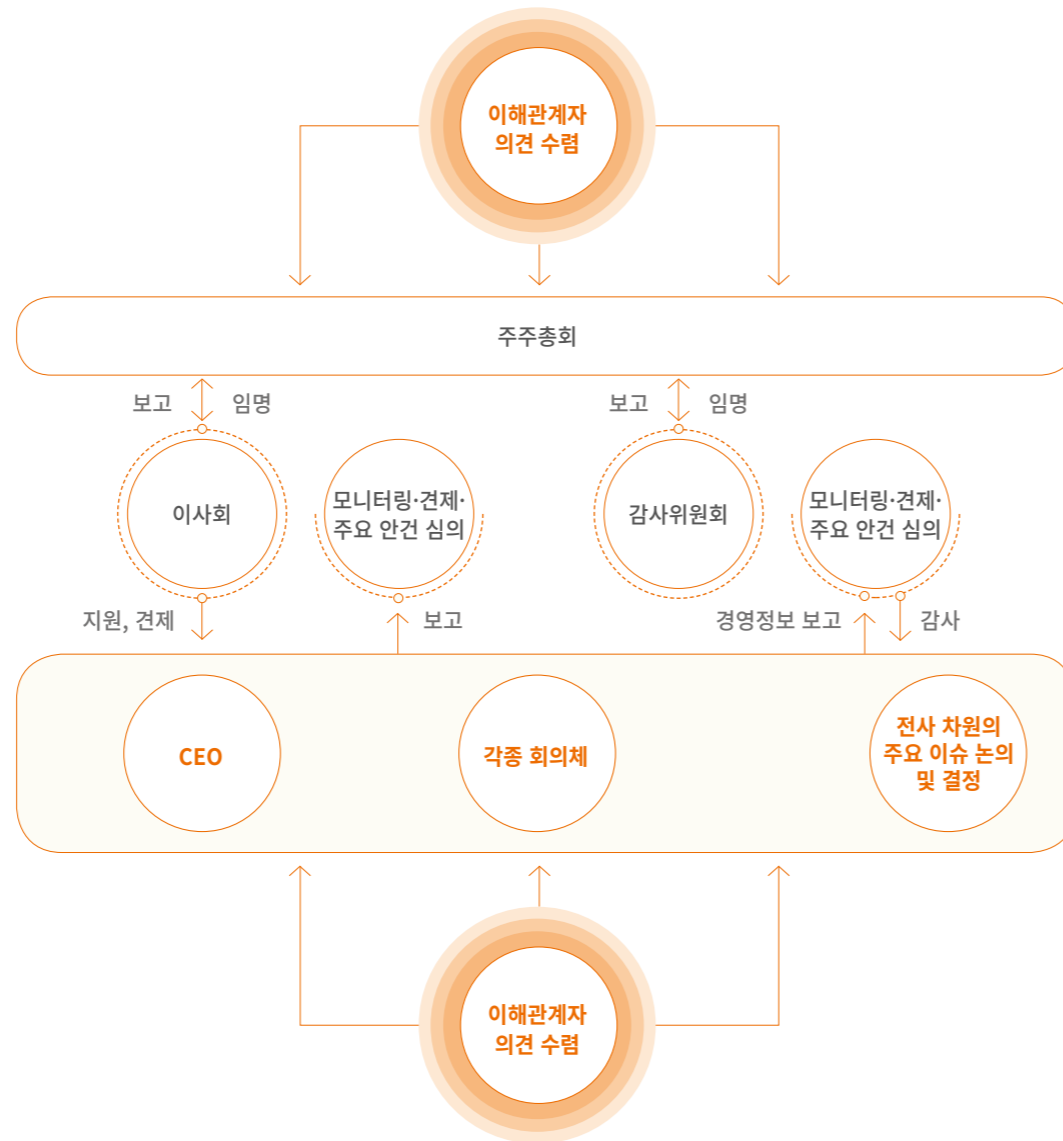 이해관계자
의견 수렴
주주총회
보고
임명
보고
임명
이사회
모니터링·견제·
주요 안건 심의
감사위원회
모니터링·견제·
주요 안건 심의
지원, 견제
보고
경영정보 보고
감사
CEO
각종 회의체
전사 차원의
주요 이슈 논의
및 결정
이해관계자
의견 수렴